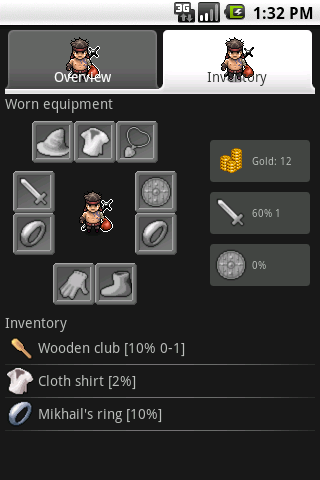 3G
1:32 PM
Overview
Inventory
Worn equipment
Gold: 12
60% 1
0%
Inventory
Wooden club [10% 0-1]
Cloth shirt [2%]
Mikhail's ring [10%]